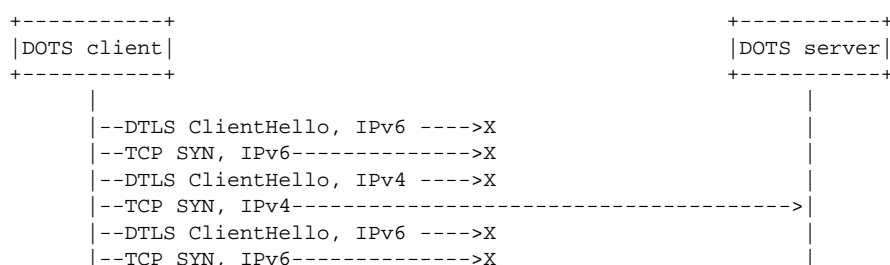 +-----------+                                     +-----------+
|DOTS client|                                     |DOTS server|
+-----------+                                     +-----------+
      |                                                |
      |--DTLS ClientHello, IPv6 ---->X                 |
      |--TCP SYN, IPv6-------------->X                 |
      |--DTLS ClientHello, IPv4 ---->X                 |
      |--TCP SYN, IPv4-------------------------------------->|
      |--DTLS ClientHello, IPv6 ---->X                 |
      |--TCP SYN, IPv6-------------->X                 |